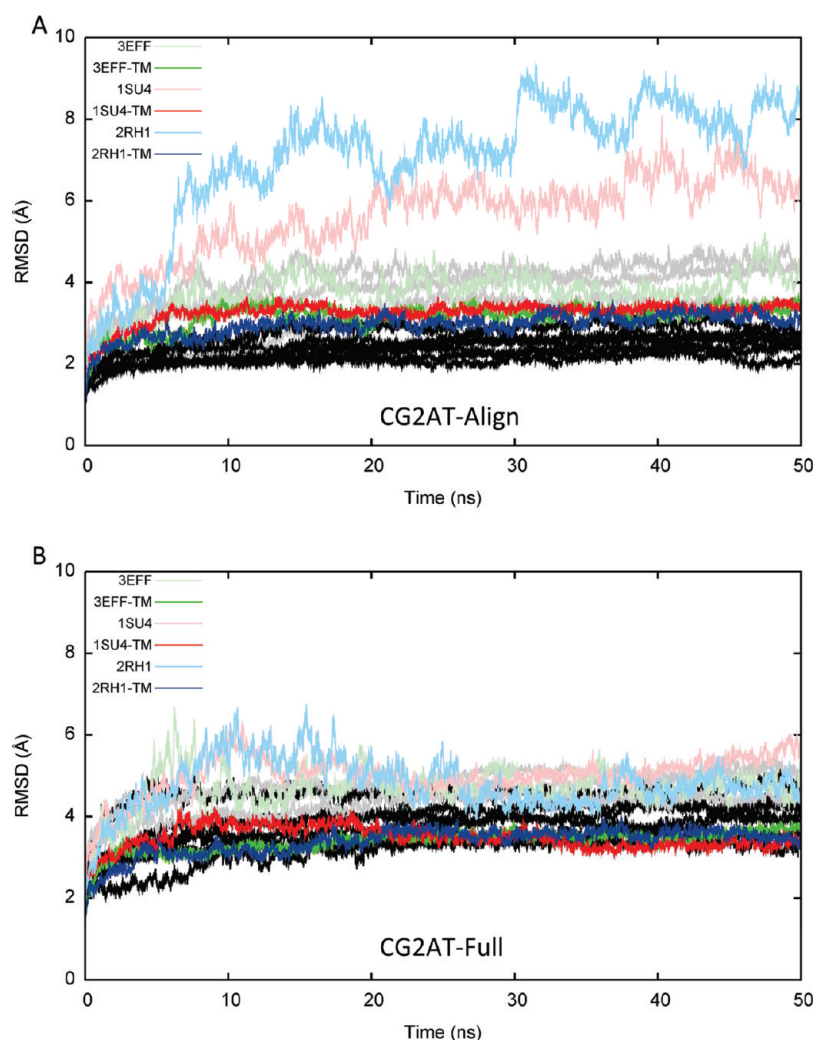 A
10
8
6
4
2
0
RMSD (Å)
3EFF
3EFF-TM
1SU4
1SU4-TM
2RH1
2RH1-TM
CG2AT-Align
0 10 20 30 40 50
Time (ns)
B
10
8
6
4
2
0
RMSD (Å)
3EFF
3EFF-TM
1SU4
1SU4-TM
2RH1
2RH1-TM
CG2AT-Full
0 10 20 30 40 50
Time (ns)